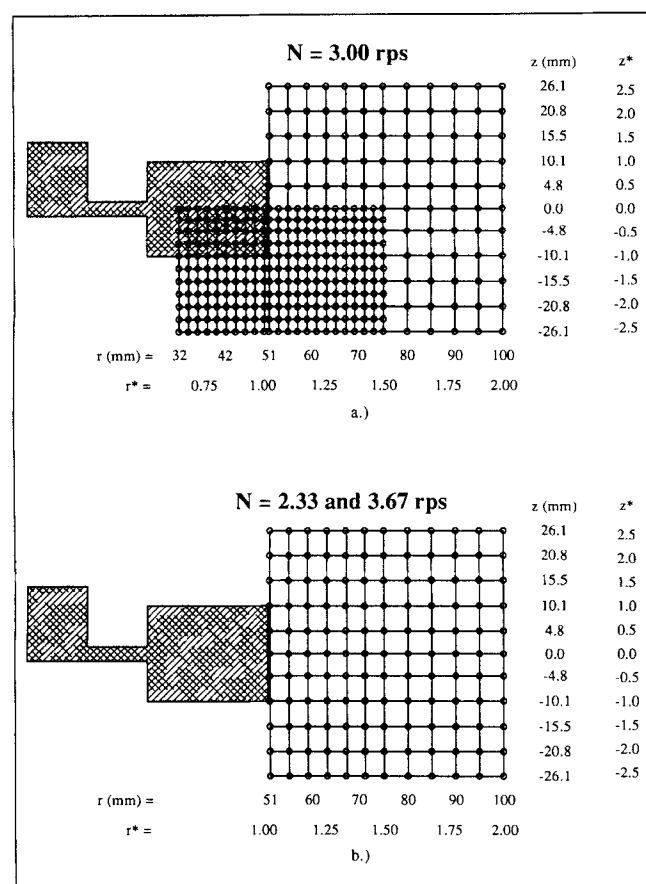 N = 3.00 rps
z (mm) z*
26.1 2.5
20.8 2.0
15.5 1.5
10.1 1.0
4.8 0.5
0.0 0.0
-4.8 -0.5
-10.1 -1.0
-15.5 -1.5
-20.8 -2.0
-26.1 -2.5
r (mm) = 32 42 51 60 70 80 90 100
r* = 0.75 1.00 1.25 1.50 1.75 2.00
a.)
N = 2.33 and 3.67 rps
z (mm) z*
26.1 2.5
20.8 2.0
15.5 1.5
10.1 1.0
4.8 0.5
0.0 0.0
-4.8 -0.5
-10.1 -1.0
-15.5 -1.5
-20.8 -2.0
-26.1 -2.5
r (mm) = 51 60 70 80 90 100
r* = 1.00 1.25 1.50 1.75 2.00
b.)